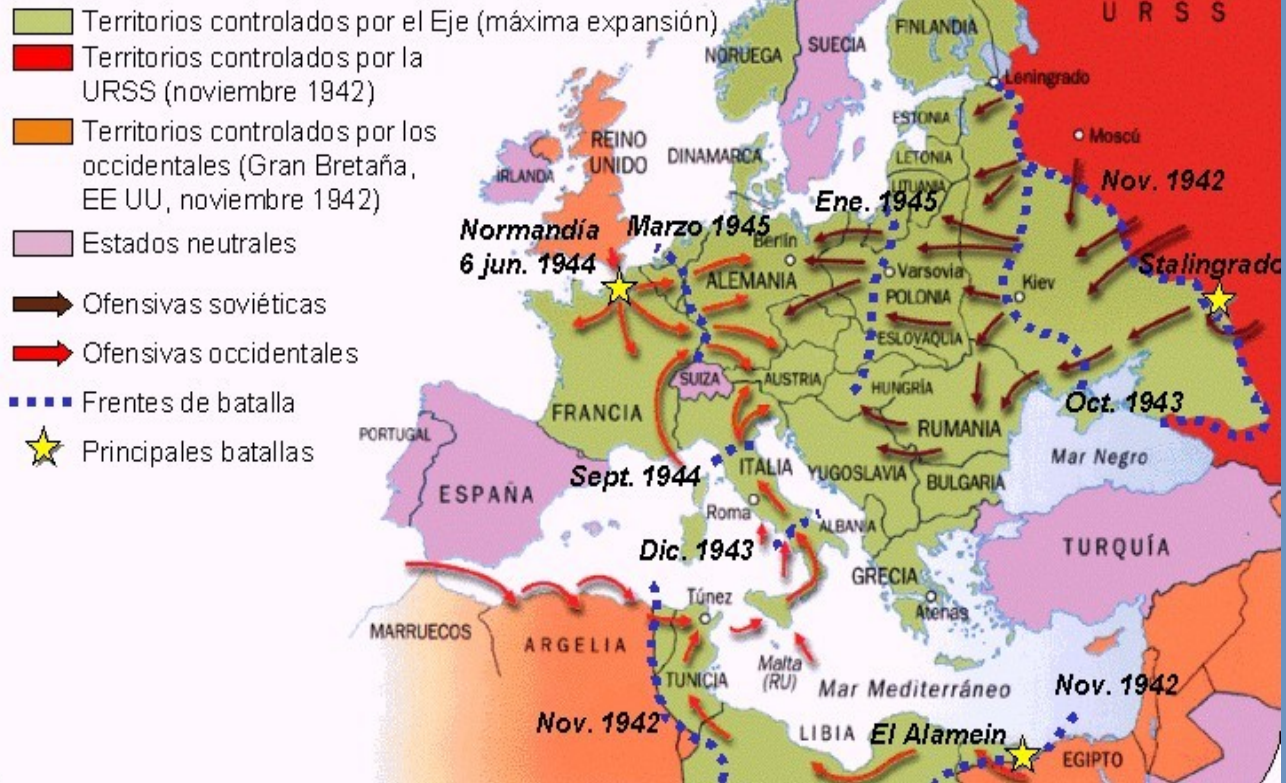 Territorios controlados por el Eje (máxima expansión)
Territorios controlados por la
URSS (noviembre 1942)
Territorios controlados por los
occidentales (Gran Bretaña,
EE UU, noviembre 1942)
Estados neutrales
Ofensivas soviéticas
Ofensivas occidentales
Frentes de batalla
Principales batallas
URSS
FINLANDIA
SUECIA
NORUEGA
Leningrado
ESTONIA
Moscú
REINO
UNIDO
DINAMARCA
LETONIA
IRLANDA
LITUANIA
Nov. 1942
Ene. 1945
Normandía
6 jun. 1944
Marzo 1945
Berlín
Stalingrado
ALEMANIA
Varsovia
Kiev
POLONIA
ESLOVAQUIA
SUIZA
AUSTRIA
HUNGRÍA
Oct. 1943
FRANCIA
RUMANIA
PORTUGAL
Mar Negro
ITALIA
YUGOSLAVIA
BULGARIA
Sept. 1944
ESPAÑA
Roma
ALBANIA
TURQUÍA
Dic. 1943
GRECIA
Túnez
Atenas
MARRUECOS
ARGELIA
Malta
(RU)
TUNICIA
Mar Mediterráneo
Nov. 1942
Nov. 1942
LIBIA
El Alamein
EGIPTO